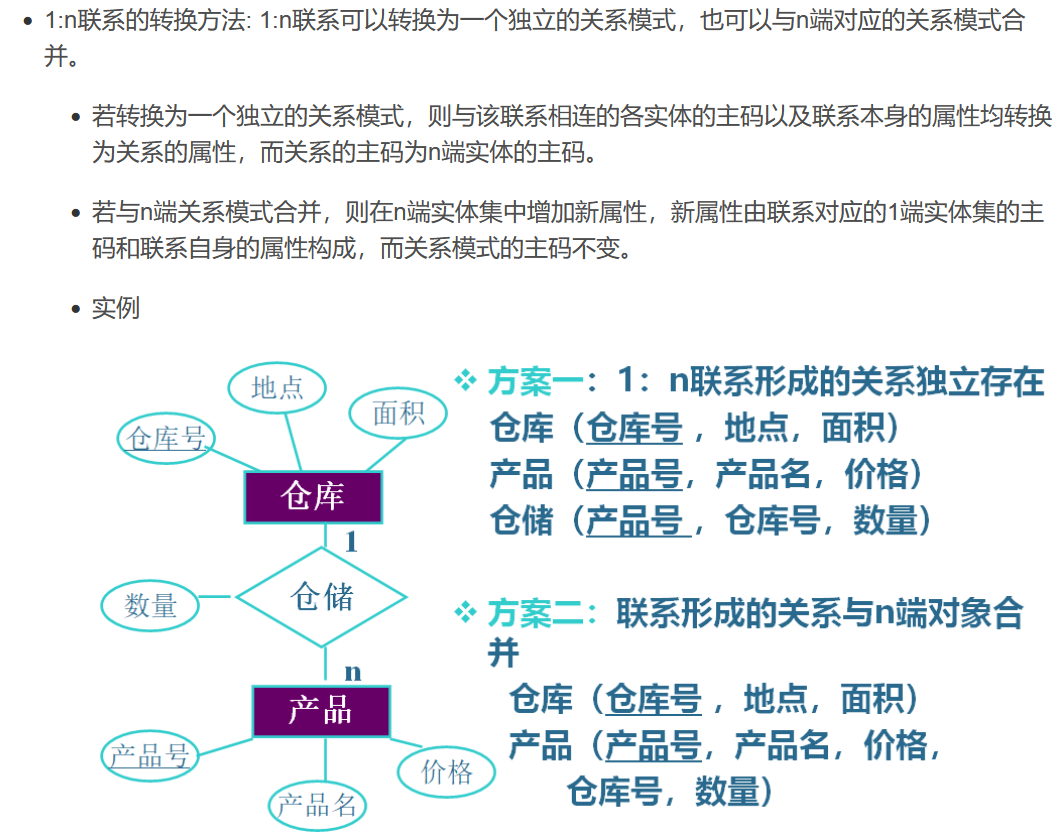 1:n联系的转换方法: 1:n联系可以转换为一个独立的关系模式，也可以与n端对应的关系模式合
并。
若转换为一个独立的关系模式，则与该联系相连的各实体的主码以及联系本身的属性均转换
为关系的属性，而关系的主码为n端实体的主码。
若与n端关系模式合并，则在n端实体集中增加新属性，新属性由联系对应的1端实体集的主
码和联系自身的属性构成，而关系模式的主码不变。
实例
地点
面积
仓库号
仓库
1
仓储
数量
n
产品
产品号
产品名
价格
方案一：1：n联系形成的关系独立存在
仓库（仓库号，地点，面积）
产品（产品号，产品名，价格）
仓储（产品号，仓库号，数量）
方案二：联系形成的关系与n端对象合
并
仓库（仓库号，地点，面积）
产品（产品号，产品名，价格，
仓库号，数量）